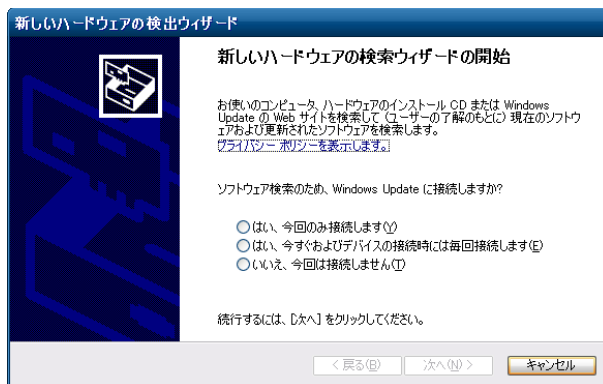 新しいハードウェアの検出ウィザード
新しいハードウェアの検索ウィザードの開始
お使いのコンピュータ、ハードウェアのインストール CD または Windows
Update の Web サイトを検索して (ユーザーの了解のもとに) 現在のソフトウ
ェアおよび更新されたソフトウェアを検索します。
プライバシー ポリシーを表示します。
ソフトウェア検索のため、Windows Update に接続しますか?
はい、今回のみ接続します(Y)
はい、今すぐおよびデバイスの接続時には毎回接続します(E)
いいえ、今回は接続しません(T)
続行するには、[次へ] をクリックしてください。
< 戻る(B) 次へ(N) > キャンセル